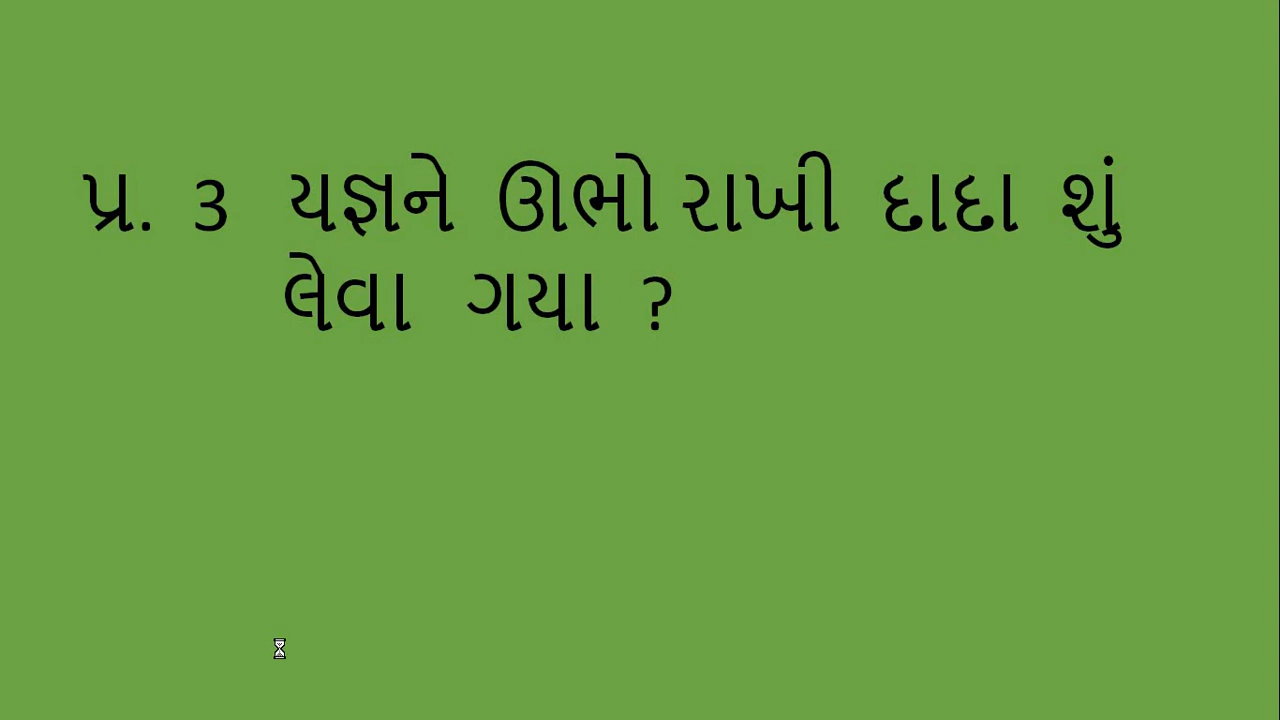 પ્ર. 3 યજ્ઞને ઊભો રાખી દાદા શું
લેવા ગયા ?